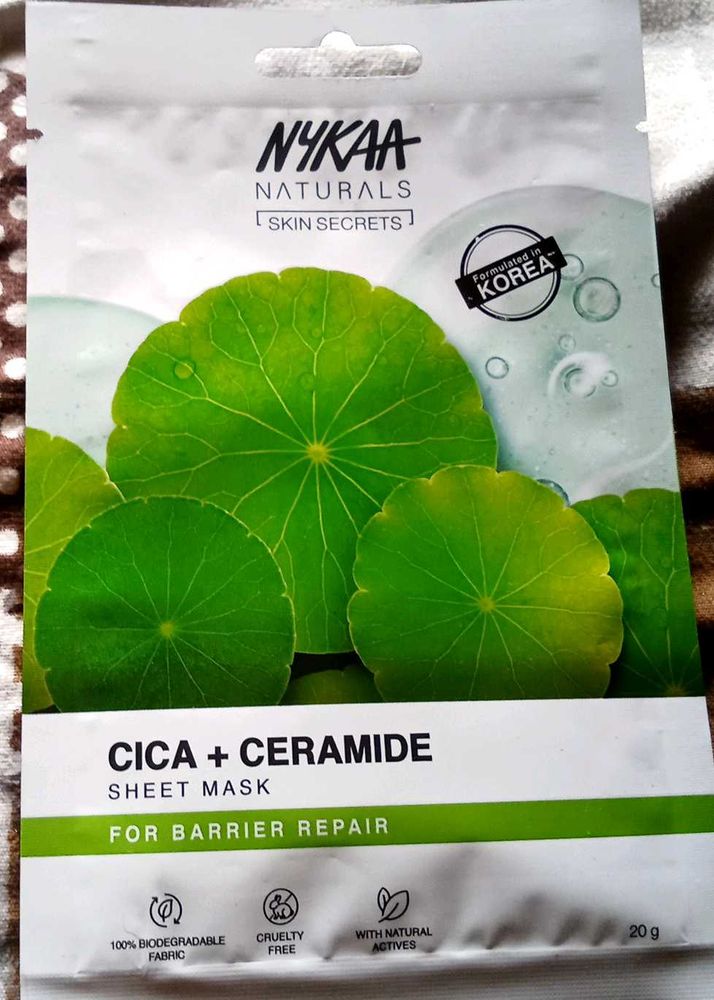 NYKAA
NATURALS
SKIN SECRETS
Formulated in
KOREA
CICA + CERAMIDE
SHEET MASK
FOR BARRIER REPAIR
100% BIODEGRADABLE
FABRIC
CRUELTY
FREE
WITH NATURAL
ACTIVES
20 g